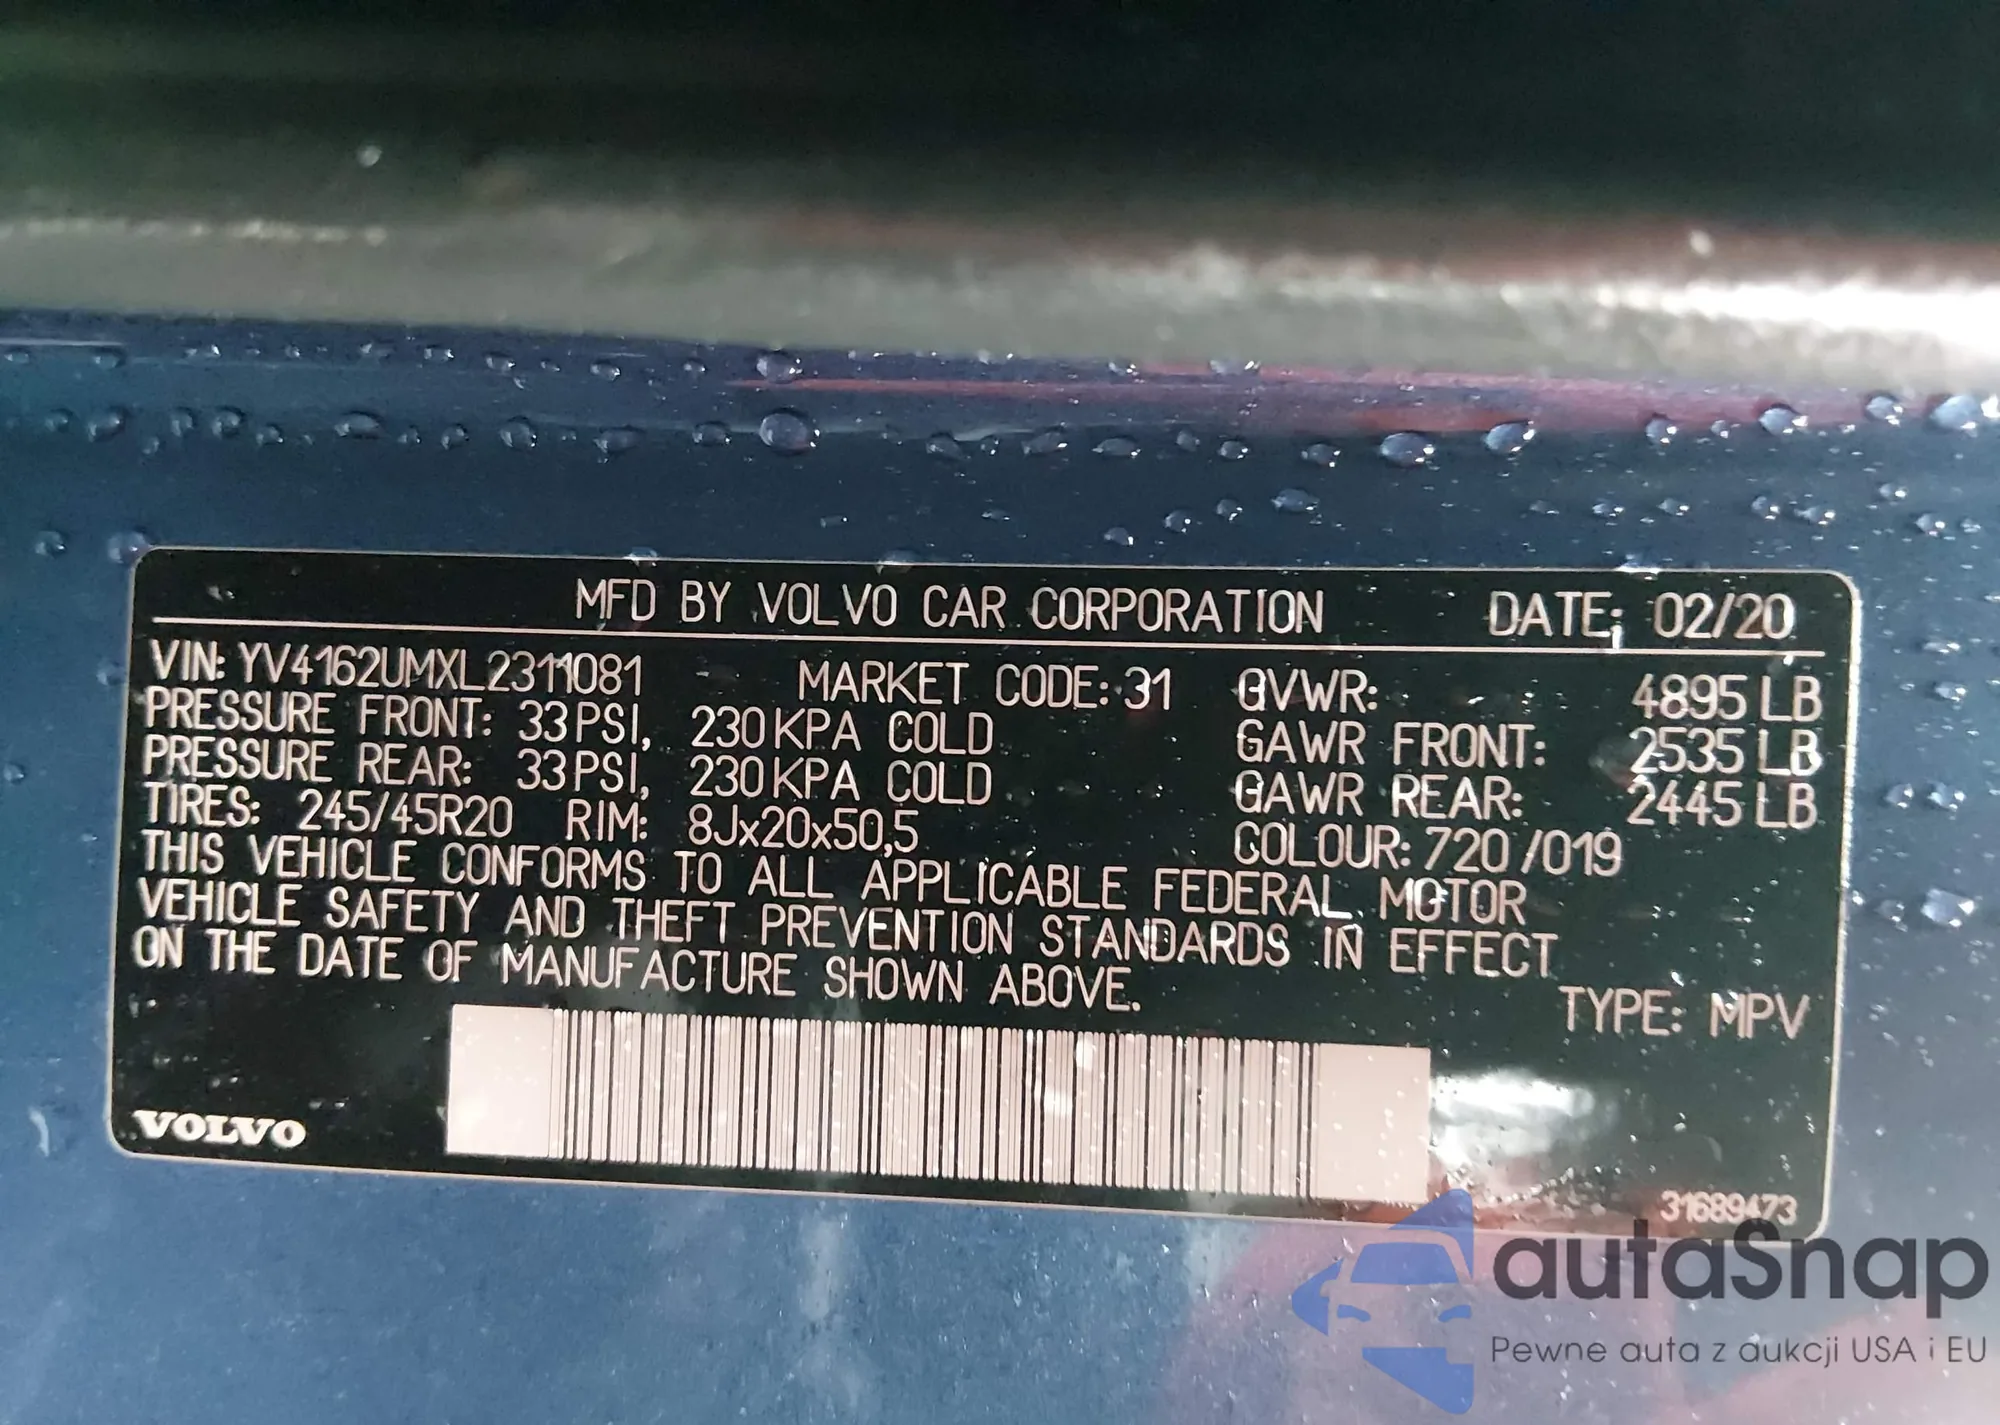 MFD BY VOLVO CAR CORPORATION DATE: 02/20
VIN: YV4162UMXL2311081 MARKET CODE: 31 GVWR: 4895 LB
PRESSURE FRONT: 33 PSI, 230 KPA COLD GAWR FRONT: 2535 LB
PRESSURE REAR: 33 PSI, 230 KPA COLD GAWR REAR: 2445 LB
TIRES: 245/45R20 RIM: 8Jx20x50,5 COLOUR: 720/019
THIS VEHICLE CONFORMS TO ALL APPLICABLE FEDERAL MOTOR
VEHICLE SAFETY AND THEFT PREVENTION STANDARDS IN EFFECT
ON THE DATE OF MANUFACTURE SHOWN ABOVE.
TYPE: MPV
VOLVO
31689473
autaSnap
Pewne auta z aukcji USA i EU